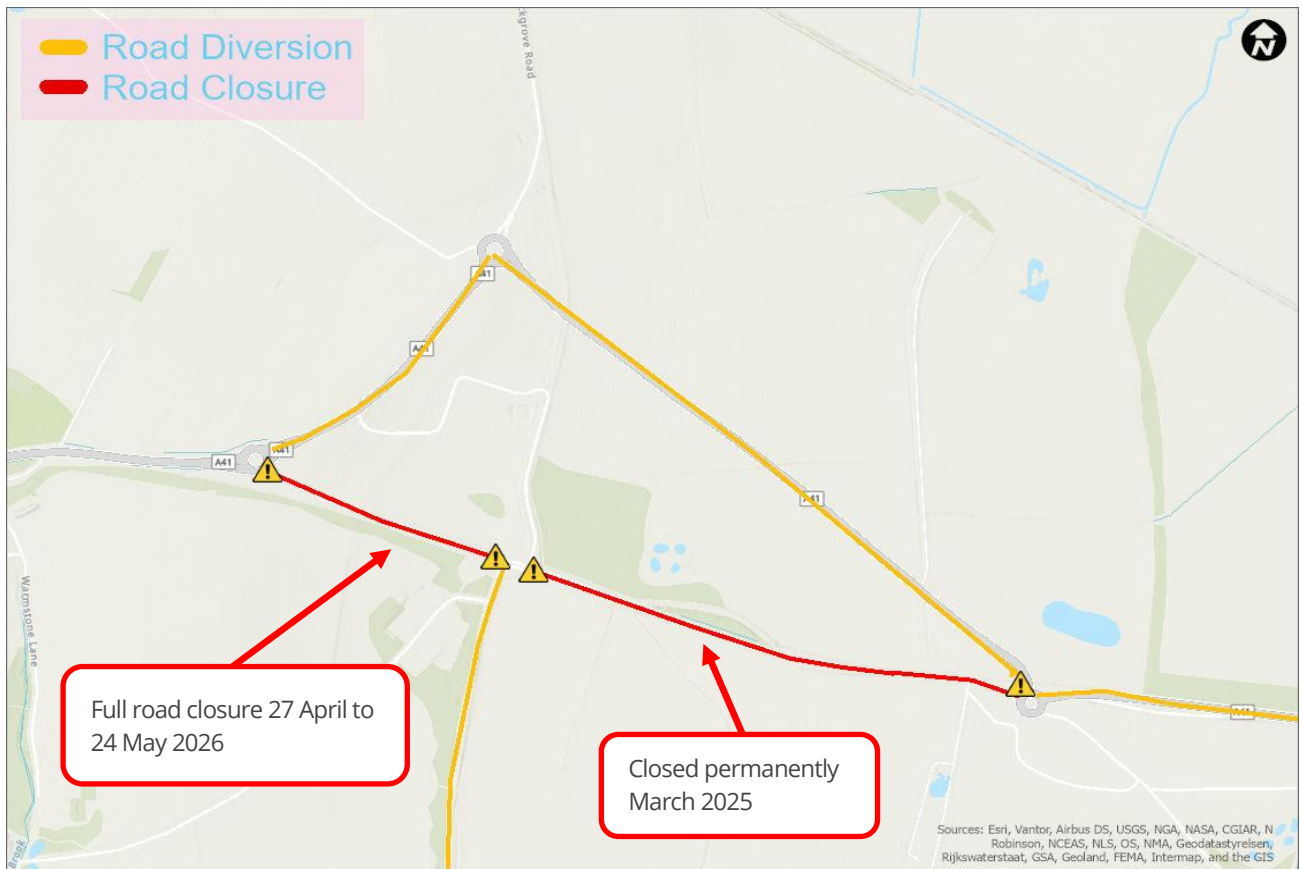 Road Diversion
Road Closure
N
ckgrove Road
A41
A41
A41
A41
A41
Warmstone Lane
Full road closure 27 April to
24 May 2026
Closed permanently
March 2025
Brook
Sources: Esri, Vantor, Airbus DS, USGS, NGA, NASA, CGIAR, N
Robinson, NCEAS, NLS, OS, NMA, Geodatastyrelsen,
Rijkswaterstaat, GSA, Geoland, FEMA, Intermap, and the GIS